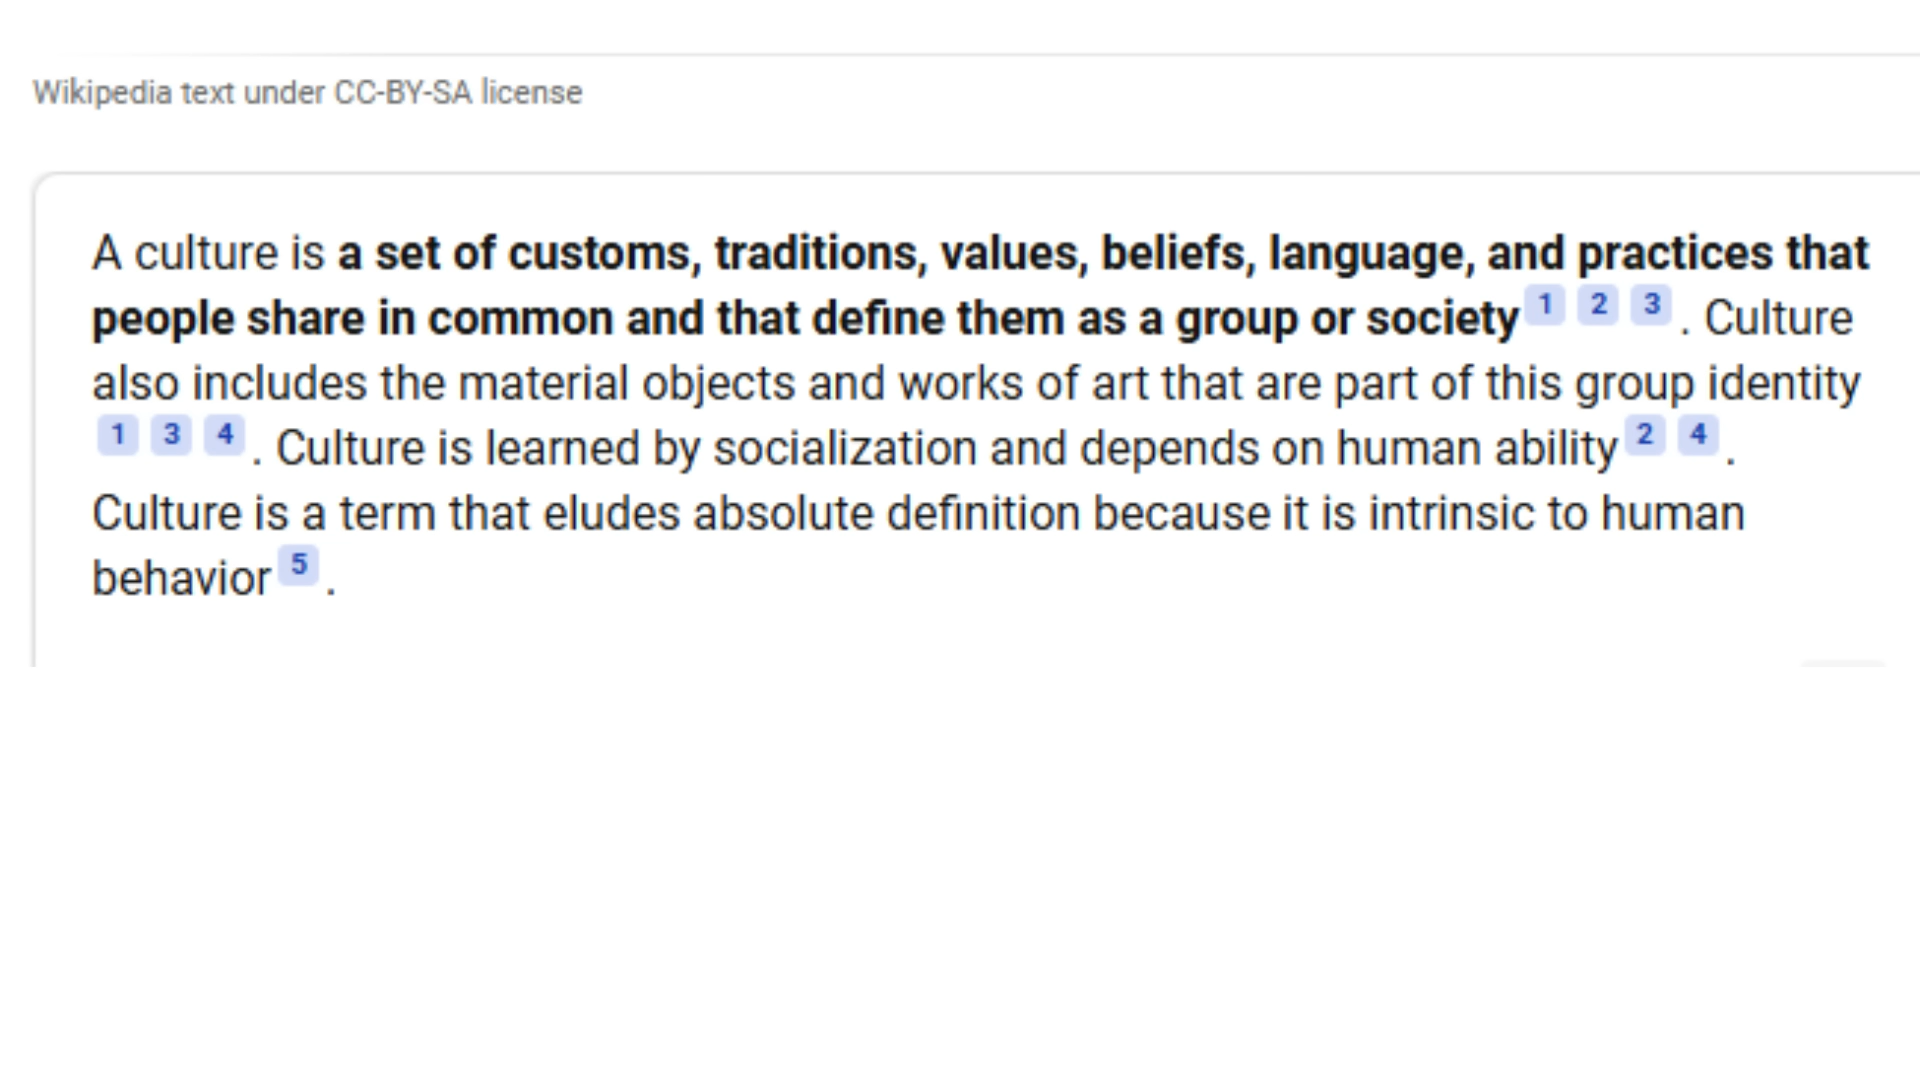 Wikipedia text under CC-BY-SA license
A culture is a set of customs, traditions, values, beliefs, language, and practices that
people share in common and that define them as a group or society 1 2 3 . Culture
also includes the material objects and works of art that are part of this group identity
1 3 4 . Culture is learned by socialization and depends on human ability 2 4 .
Culture is a term that eludes absolute definition because it is intrinsic to human
behavior 5 .